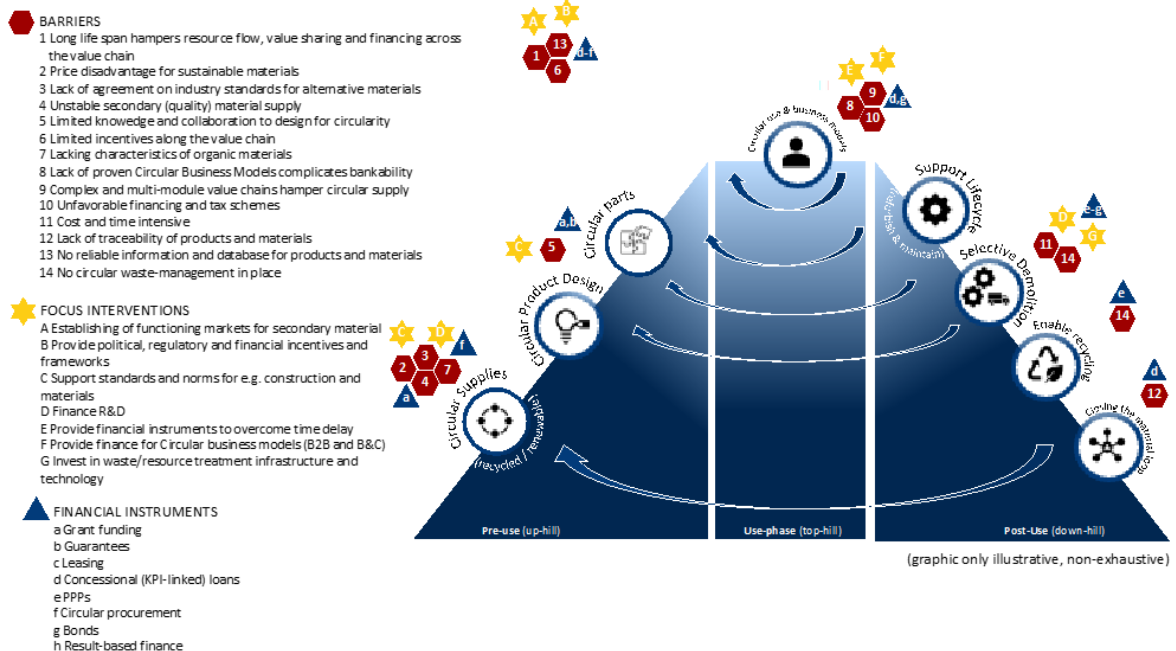 BARRIERS
1 Long life span hampers resource flow, value sharing and financing across
the value chain
2 Price disadvantage for sustainable materials
3 Lack of agreement on industry standards for alternative materials
4 Unstable secondary (quality) material supply
5 Limited knowledge and collaboration to design for circularity
6 Limited incentives along the value chain
7 Lacking characteristics of organic materials
8 Lack of proven Circular Business Models complicates bankability
9 Complex and multi-module value chains hamper circular supply
10 Unfavorable financing and tax schemes
11 Cost and time intensive
12 Lack of traceability of products and materials
13 No reliable information and database for products and materials
14 No circular waste-management in place
FOCUS INTERVENTIONS
A Establishing of functioning markets for secondary material
B Provide political, regulatory and financial incentives and
frameworks
C Support standards and norms for e.g. construction and
materials
D Finance R&D
E Provide financial instruments to overcome time delay
F Provide finance for Circular business models (B2B and B&C)
G Invest in waste/resource treatment infrastructure and
technology
FINANCIAL INSTRUMENTS
a Grant funding
b Guarantees
c Leasing
d Concessional (KPI-linked) loans
e PPPs
f Circular procurement
g Bonds
h Result-based finance
A B
1 13 d-f
6
E F
8 9 d,g
10
Circular use & business models
a,b
C 5
Circular parts
Circular Product Design
C D
f
2 3 7
4
a
Circular Supplies
(recycled / renewable)
Support Lifecycle
(refurbish & maintain)
e-g
D G
11 14
Selective Demolition
e
14
Enable recycling
d
12
Closing the material loop
Pre-use (up-hill)
Use-phase (top-hill)
Post-Use (down-hill)
(graphic only illustrative, non-exhaustive)